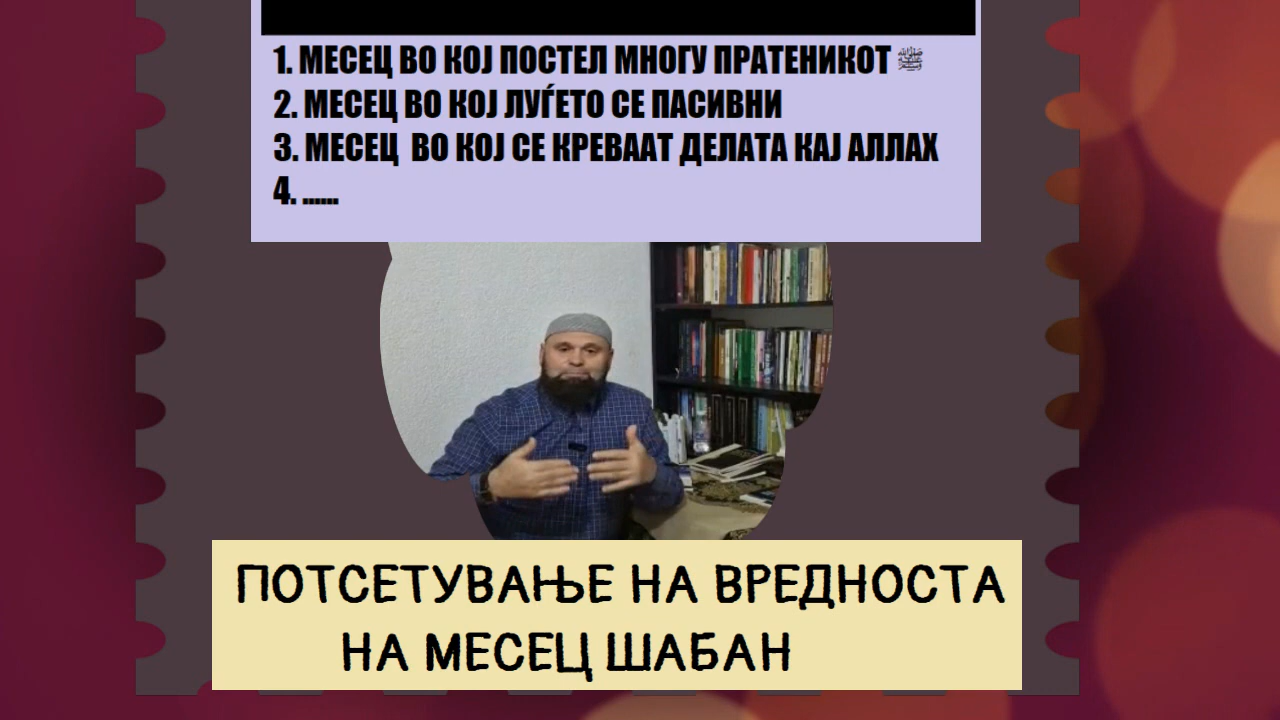 1. МЕСЕЦ ВО КОЈ ПОСТЕЛ МНОГУ ПРАТЕНИКОТ ﷺ
2. МЕСЕЦ ВО КОЈ ЛУЃЕТО СЕ ПАСИВНИ
3. МЕСЕЦ ВО КОЈ СЕ КРЕВААТ ДЕЛАТА КАЈ АЛЛАХ
4. ......
ПОТСЕТУВАЊЕ НА ВРЕДНОСТА
НА МЕСЕЦ ШАБАН